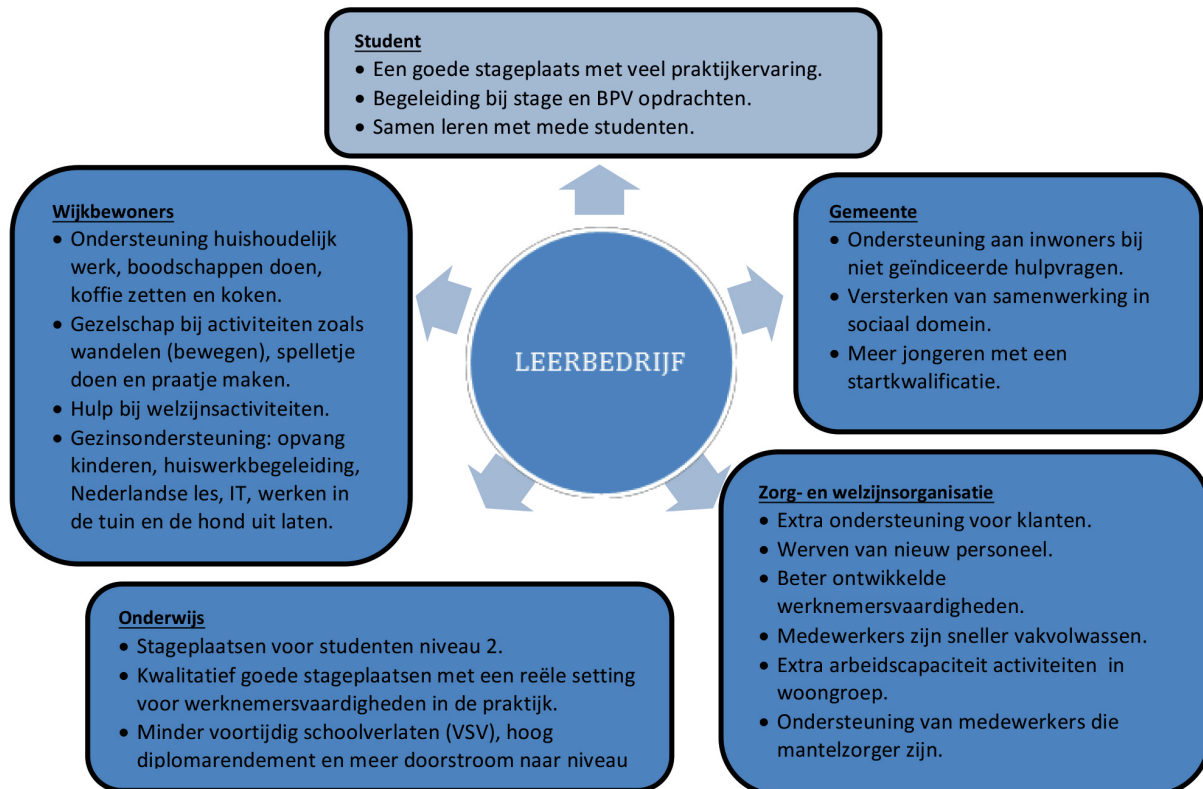 Student
• Een goede stageplaats met veel praktijkervaring.
• Begeleiding bij stage en BPV opdrachten.
• Samen leren met mede studenten.
Wijkbewoners
• Ondersteuning huishoudelijk
werk, boodschappen doen,
koffie zetten en koken.
• Gezelschap bij activiteiten zoals
wandelen (bewegen), spelletje
doen en praatje maken.
• Hulp bij welzijnsactiviteiten.
• Gezinsondersteuning: opvang
kinderen, huiswerkbegeleiding,
Nederlandse les, IT, werken in
de tuin en de hond uit laten.
Gemeente
• Ondersteuning aan inwoners bij
niet geïndiceerde hulpvragen.
• Versterken van samenwerking in
sociaal domein.
• Meer jongeren met een
startkwalificatie.
LEERBEDRIJF
Zorg- en welzijnsorganisatie
• Extra ondersteuning voor klanten.
• Werven van nieuw personeel.
• Beter ontwikkelde
werknemersvaardigheden.
• Medewerkers zijn sneller vakvolwassen.
• Extra arbeidscapaciteit activiteiten in
woongroep.
• Ondersteuning van medewerkers die
mantelzorger zijn.
Onderwijs
• Stageplaatsen voor studenten niveau 2.
• Kwalitatief goede stageplaatsen met een reële setting
voor werknemersvaardigheden in de praktijk.
• Minder voortijdig schoolverlaten (VSV), hoog
diplomarendement en meer doorstroom naar niveau